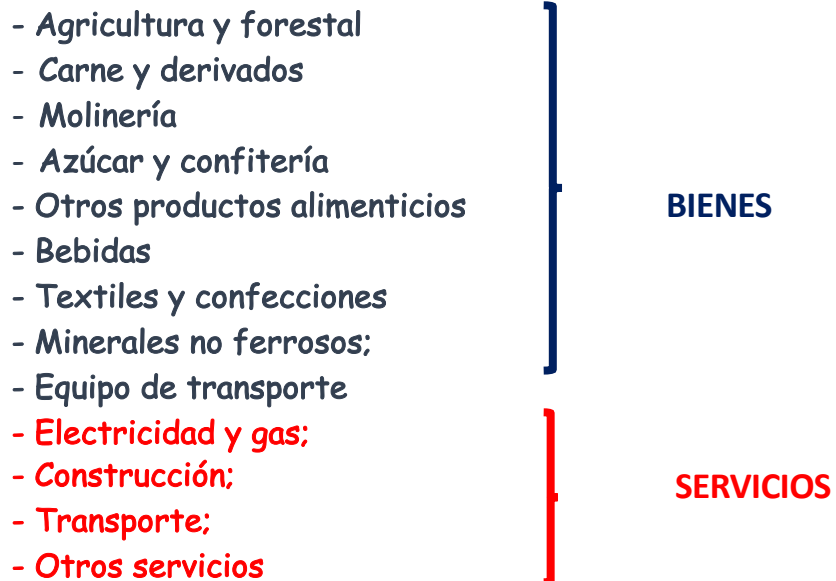 - Agricultura y forestal
- Carne y derivados
- Molinería
- Azúcar y confitería
- Otros productos alimenticios
- Bebidas
- Textiles y confecciones
- Minerales no ferrosos;
- Equipo de transporte
BIENES
- Electricidad y gas;
- Construcción;
- Transporte;
- Otros servicios
SERVICIOS